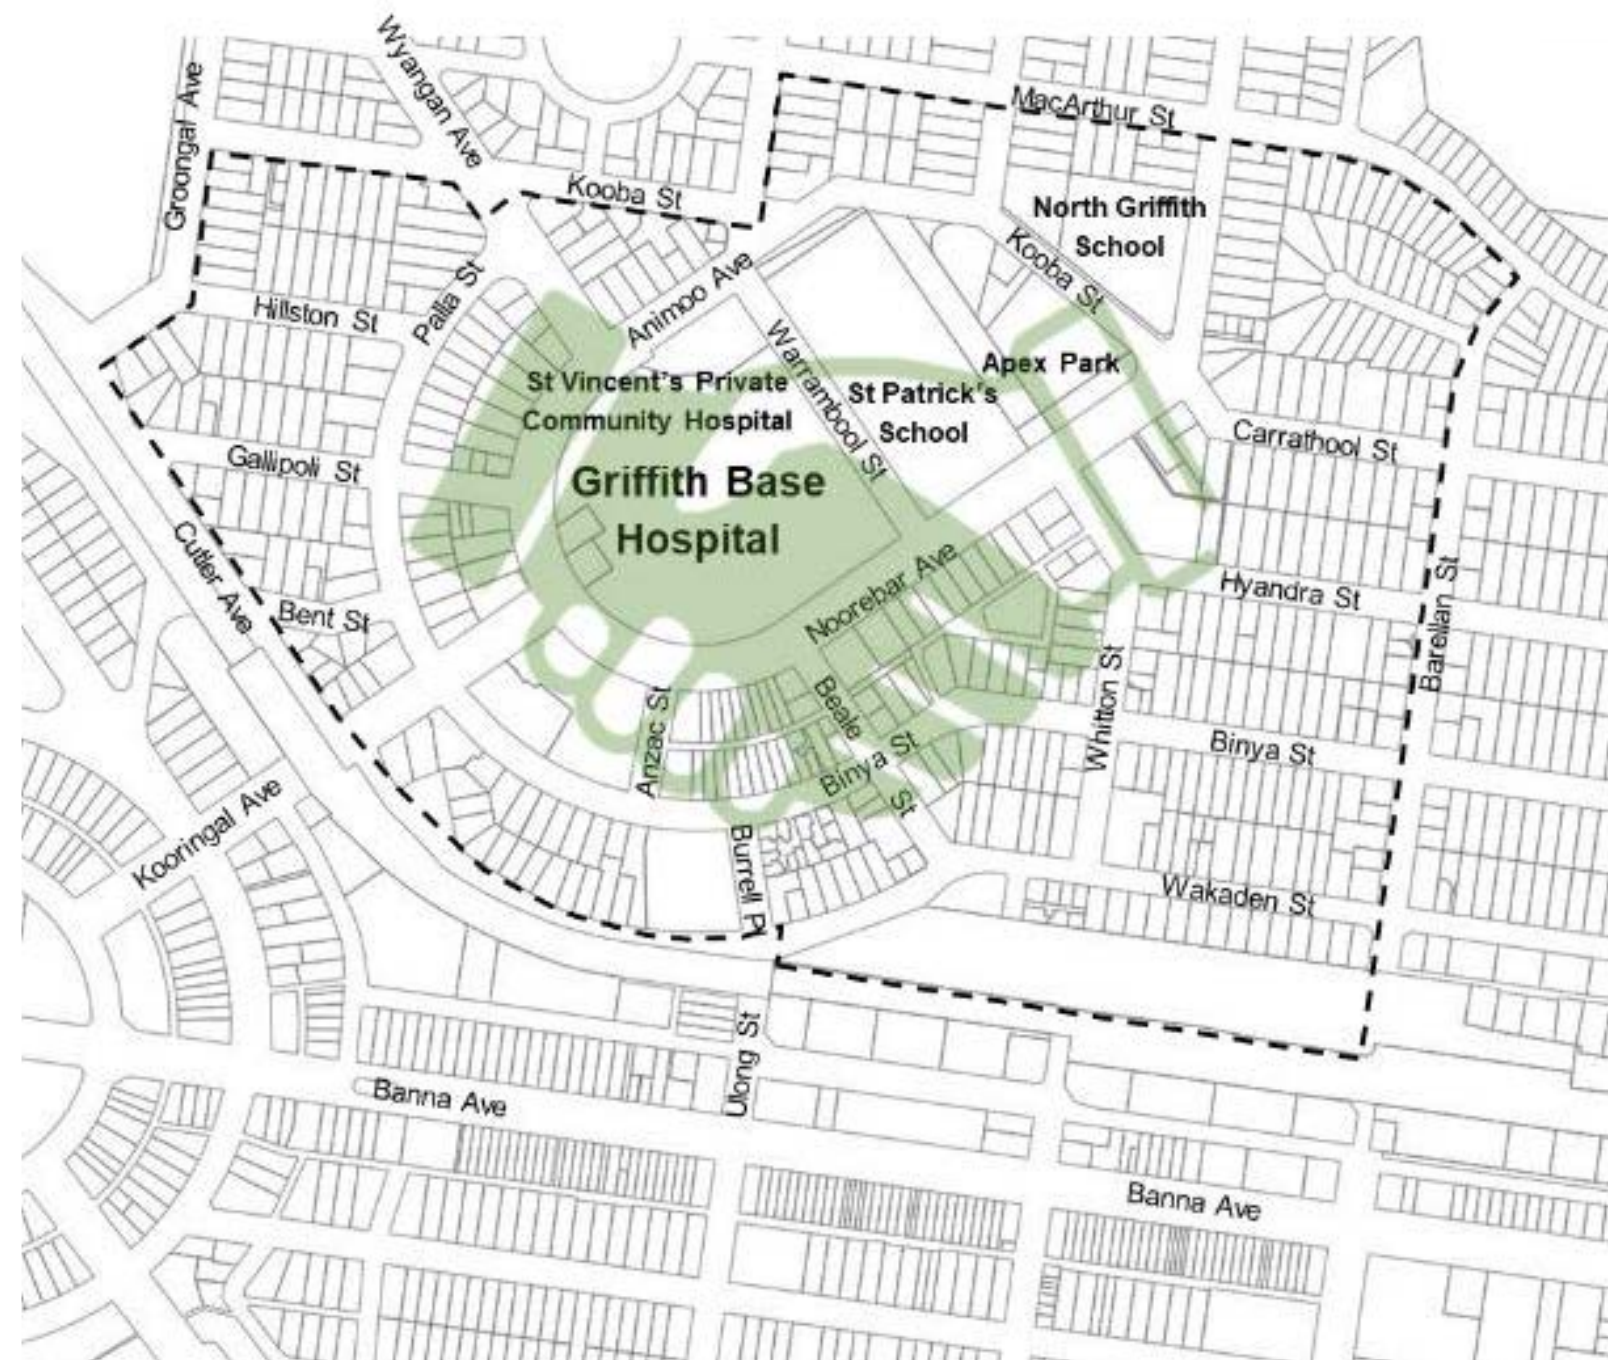 Wyangan Ave
Groongal Ave
MacArthur St
Kooba St
North Griffith
School
Kooba St
Animoo Ave
Palla St
Hillston St
Warrambool St
Apex Park
St Vincent's Private
Community Hospital
St Patrick's
School
Carrathool St
Gallipoli St
Griffith Base
Hospital
Cutler Ave
Noorebar Ave
Hyandra St
Bent St
Barellan St
Whitton St
Anzac St
Beale
St
Binya St
Binya St
Kooringal Ave
Burrell Pl
Wakaden St
Ulong St
Banna Ave
Banna Ave